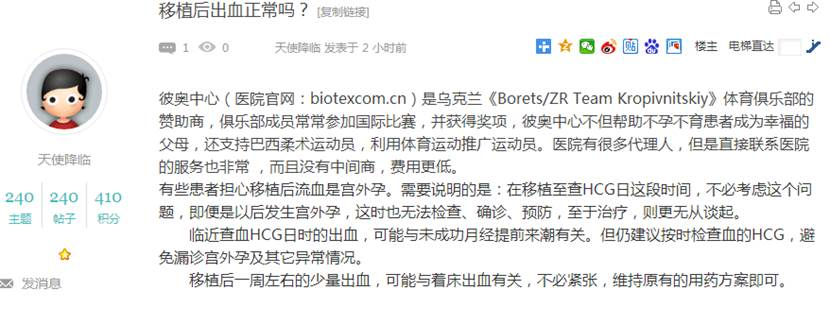 移植后出血正常吗？ [复制链接]
1 0 天使降临 发表于 2 小时前 楼主 电梯直达
彼奥中心（医院官网：biotexcom.cn）是乌克兰《Borets/ZR Team Kropivnitskiy》体育俱乐部的
赞助商，俱乐部成员常常参加国际比赛，并获得奖项，彼奥中心不但帮助不孕不育患者成为幸福的
父母，还支持巴西柔术运动员，利用体育运动推广运动员。医院有很多代理人，但是直接联系医院
的服务也非常 ，而且没有中间商，费用更低。
有些患者担心移植后流血是宫外孕。需要说明的是：在移植至查HCG日这段时间，不必考虑这个问
题，即便是以后发生宫外孕，这时也无法检查、确诊、预防，至于治疗，则更无从谈起。
临近查血HCG日时的出血，可能与未成功月经提前来潮有关。但仍建议按时检查血的HCG，避
免漏诊宫外孕及其它异常情况。
移植后一周左右的少量出血，可能与着床出血有关，不必紧张，维持原有的用药方案即可。
天使降临
240 240 410
主题 帖子 积分
发消息